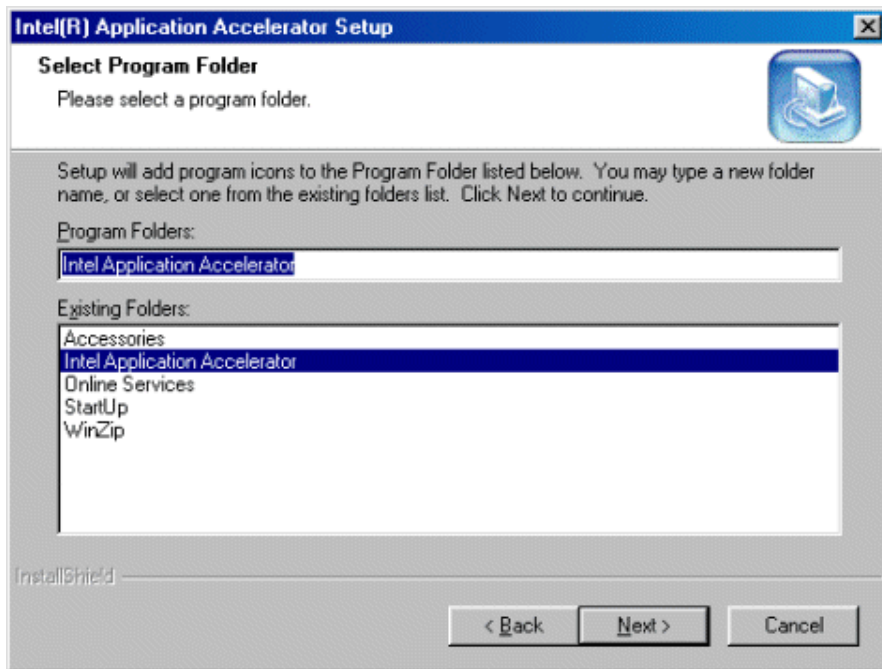 Intel(R) Application Accelerator Setup
Select Program Folder
Please select a program folder.
Setup will add program icons to the Program Folder listed below. You may type a new folder
name, or select one from the existing folders list. Click Next to continue.
Program Folders:
Intel Application Accelerator
Existing Folders:
Accessories
Intel Application Accelerator
Online Services
StartUp
WinZip
InstallShield
< Back
Next >
Cancel